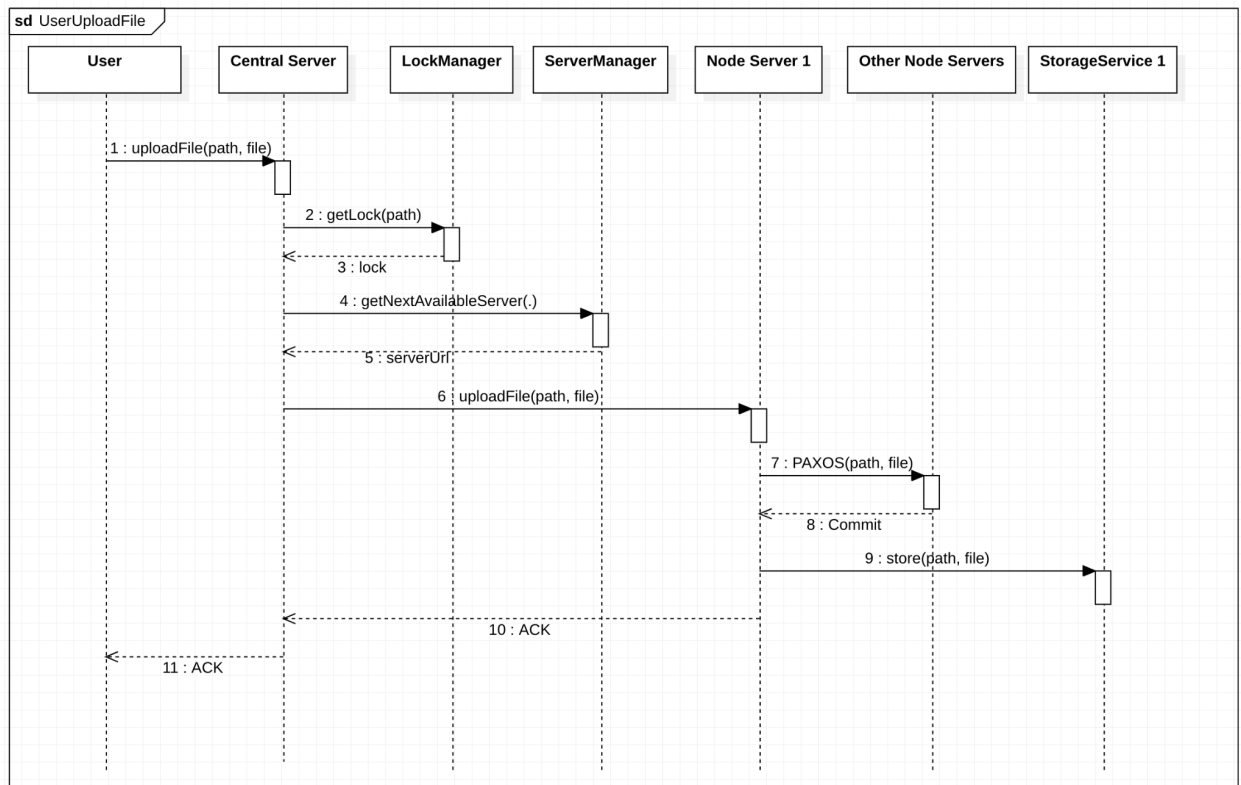 sd UserUploadFile
User
Central Server
LockManager
ServerManager
Node Server 1
Other Node Servers
StorageService 1
1 : uploadFile(path, file)
2 : getLock(path)
3 : lock
4 : getNextAvailableServer(.)
5 : serverUrl
6 : uploadFile(path, file)
7 : PAXOS(path, file)
8 : Commit
9 : store(path, file)
10 : ACK
11 : ACK